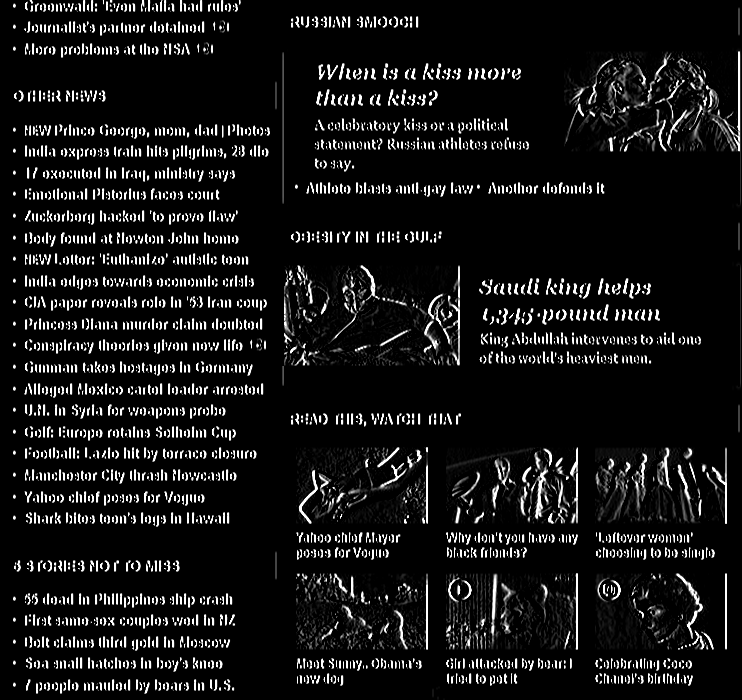 Greenwald: 'Even Mafia had rules'
• Journalist's partner detained
• More problems at the NSA
OTHER NEWS
• NEW Prince George, mom, dad | Photos
• India express train hits pilgrims, 28 die
• 17 executed in Iraq, ministry says
• Emotional Pistorius faces court
• Zuckerberg hacked 'to prove flaw'
• Body found at Newton John home
• NEW Letter: 'Euthanize' autistic teen
• India edges towards economic crisis
• CIA paper reveals role in '53 Iran coup
• Princess Diana murder claim doubted
• Conspiracy theories given new life
• Gunman takes hostages in Germany
• Alleged Mexico cartel leader arrested
• U.N. in Syria for weapons probe
• Golf: Europe retains Solheim Cup
• Football: Lazio hit by terrace closure
• Manchester City thrash Newcastle
• Yahoo chief poses for Vogue
• Shark bites teen's legs in Hawaii
STORIES NOT TO MISS
• 55 dead in Philippines ship crash
• First same-sex couples wed in NZ
• Bolt claims third gold in Moscow
• Sea snail hatches in boy's knee
• 7 people mauled by bears in U.S.
RUSSIAN SMOOCH
When is a kiss more
than a kiss?
A celebratory kiss or a political
statement? Russian athletes refuse
to say.
• Athlete blasts anti-gay law • Another defends it
OBESITY IN THE GULF
Saudi king helps
1,345-pound man
King Abdullah intervenes to aid one
of the world's heaviest men.
READ THIS, WATCH THAT
Yahoo chief Mayer
poses for Vogue
Why don't you have any
black friends?
'Leftover women'
choosing to be single
Meet Sunny.. Obama's
new dog
Girl attacked by bear: I
tried to pet it
Celebrating Coco
Chanel's birthday